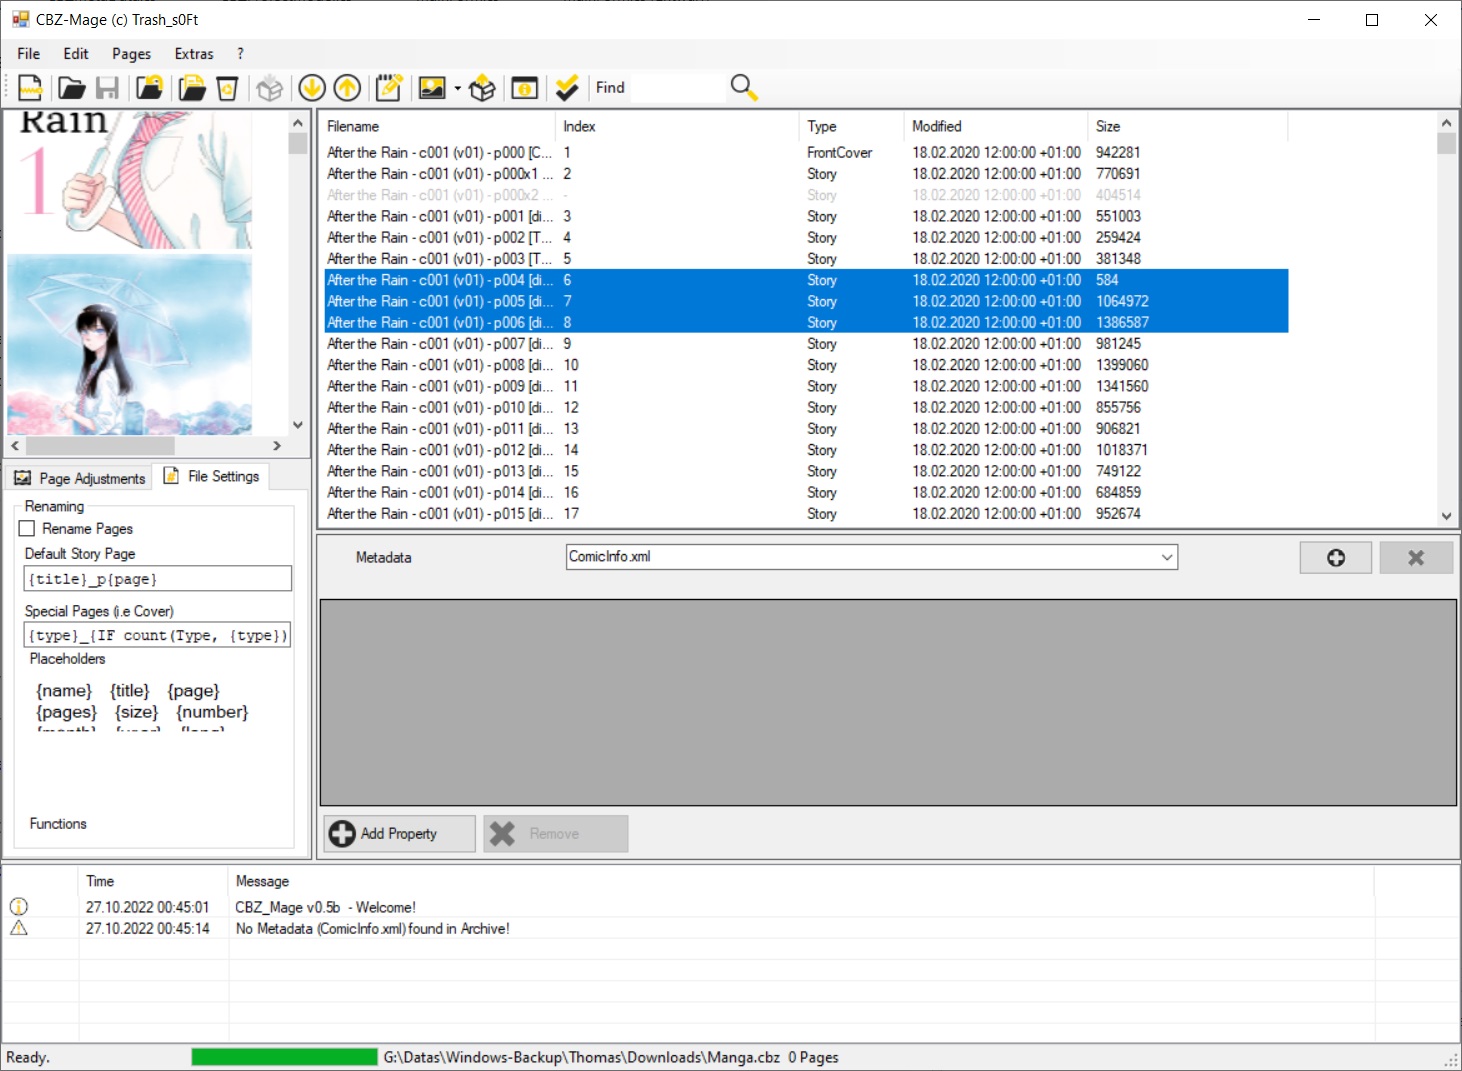 CBZ-Mage (c) Trash_s0Ft
File Edit Pages Extras ?
Find
Rain
1
Filename Index Type Modified Size
After the Rain - c001 (v01) - p000 [C... 1 FrontCover 18.02.2020 12:00:00 +01:00 942281
After the Rain - c001 (v01) - p000x1 ... 2 Story 18.02.2020 12:00:00 +01:00 770691
After the Rain - c001 (v01) - p000x2 ... - Story 18.02.2020 12:00:00 +01:00 404514
After the Rain - c001 (v01) - p001 [di... 3 Story 18.02.2020 12:00:00 +01:00 551003
After the Rain - c001 (v01) - p002 [T... 4 Story 18.02.2020 12:00:00 +01:00 259424
After the Rain - c001 (v01) - p003 [T... 5 Story 18.02.2020 12:00:00 +01:00 381348
After the Rain - c001 (v01) - p004 [di... 6 Story 18.02.2020 12:00:00 +01:00 584
After the Rain - c001 (v01) - p005 [di... 7 Story 18.02.2020 12:00:00 +01:00 1064972
After the Rain - c001 (v01) - p006 [di... 8 Story 18.02.2020 12:00:00 +01:00 1386587
After the Rain - c001 (v01) - p007 [di... 9 Story 18.02.2020 12:00:00 +01:00 981245
After the Rain - c001 (v01) - p008 [di... 10 Story 18.02.2020 12:00:00 +01:00 1399060
After the Rain - c001 (v01) - p009 [di... 11 Story 18.02.2020 12:00:00 +01:00 1341560
After the Rain - c001 (v01) - p010 [di... 12 Story 18.02.2020 12:00:00 +01:00 855756
After the Rain - c001 (v01) - p011 [di... 13 Story 18.02.2020 12:00:00 +01:00 906821
After the Rain - c001 (v01) - p012 [di... 14 Story 18.02.2020 12:00:00 +01:00 1018371
After the Rain - c001 (v01) - p013 [di... 15 Story 18.02.2020 12:00:00 +01:00 749122
After the Rain - c001 (v01) - p014 [di... 16 Story 18.02.2020 12:00:00 +01:00 684859
After the Rain - c001 (v01) - p015 [di... 17 Story 18.02.2020 12:00:00 +01:00 952674
Page Adjustments File Settings
Renaming
Rename Pages
Default Story Page
{title}_p{page}
Special Pages (i.e Cover)
{type}_{IF count(Type, {type})
Placeholders
{name} {title} {page}
{pages} {size} {number}
{month} {year} {lang}
Functions
Metadata ComicInfo.xml
Add Property Remove
Time Message
27.10.2022 00:45:01 CBZ_Mage v0.5b - Welcome!
27.10.2022 00:45:14 No Metadata (ComicInfo.xml) found in Archive!
Ready. G:\Datas\Windows-Backup\Thomas\Downloads\Manga.cbz 0 Pages